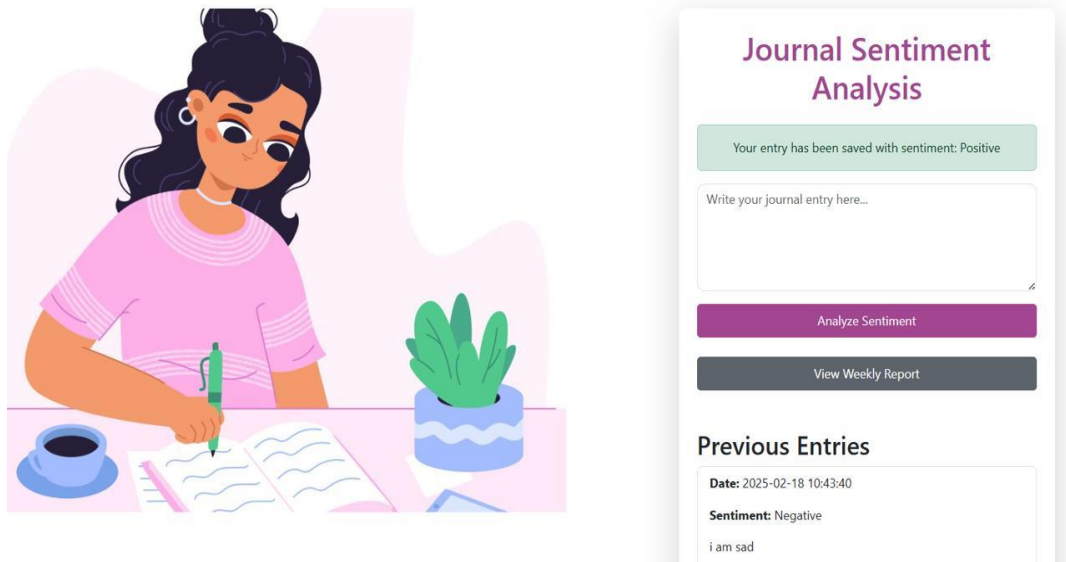 Journal Sentiment
Analysis
Your entry has been saved with sentiment: Positive
Write your journal entry here...
Analyze Sentiment
View Weekly Report
Previous Entries
Date: 2025-02-18 10:43:40
Sentiment: Negative
i am sad